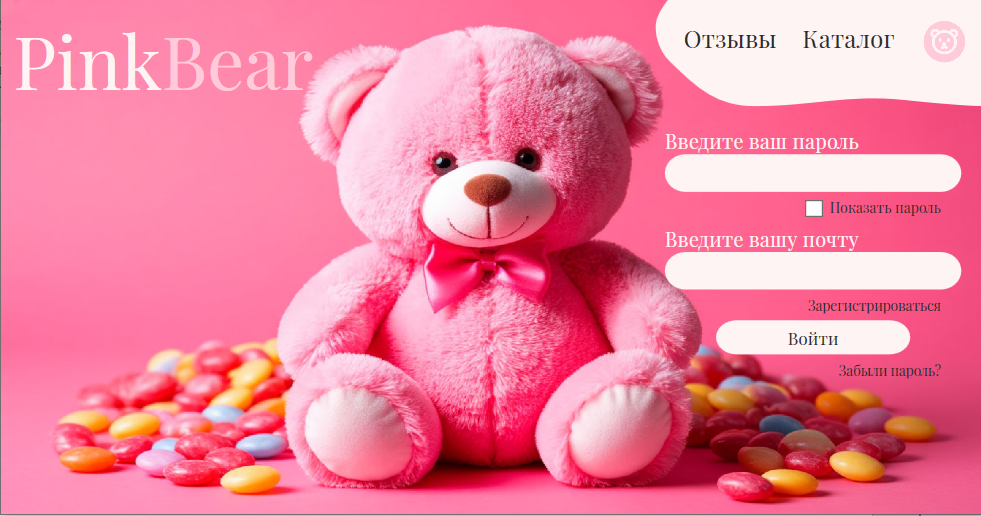 PinkBear
Отзывы Каталог
Введите ваш пароль
Показать пароль
Введите вашу почту
Зарегистрироваться
Войти
Забыли пароль?